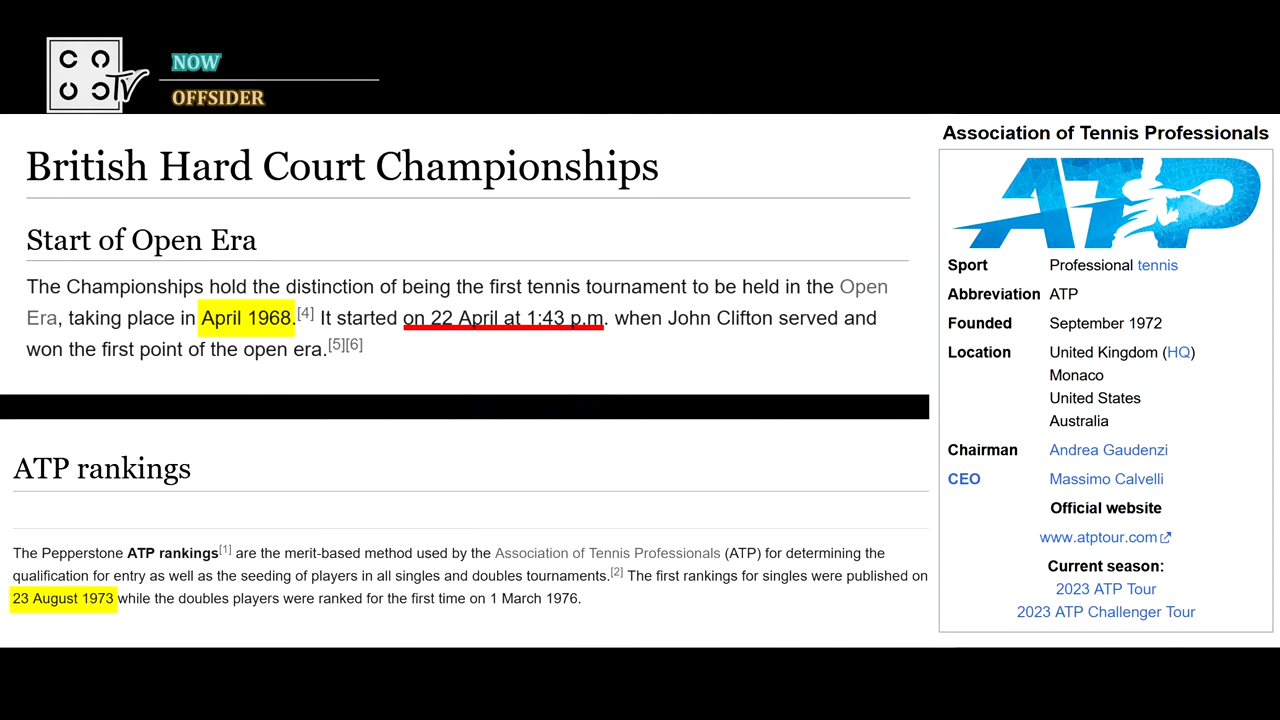 TV
NOW
OFFSIDER
British Hard Court Championships
Start of Open Era
The Championships hold the distinction of being the first tennis tournament to be held in the Open
Era, taking place in April 1968.[4] It started on 22 April at 1:43 p.m. when John Clifton served and
won the first point of the open era.[5][6]
ATP rankings
The Pepperstone ATP rankings[1] are the merit-based method used by the Association of Tennis Professionals (ATP) for determining the
qualification for entry as well as the seeding of players in all singles and doubles tournaments.[2] The first rankings for singles were published on
23 August 1973 while the doubles players were ranked for the first time on 1 March 1976.
Association of Tennis Professionals
ATP
Sport Professional tennis
Abbreviation ATP
Founded September 1972
Location United Kingdom (HQ)
Monaco
United States
Australia
Chairman Andrea Gaudenzi
CEO Massimo Calvelli
Official website
www.atptour.com
Current season:
2023 ATP Tour
2023 ATP Challenger Tour